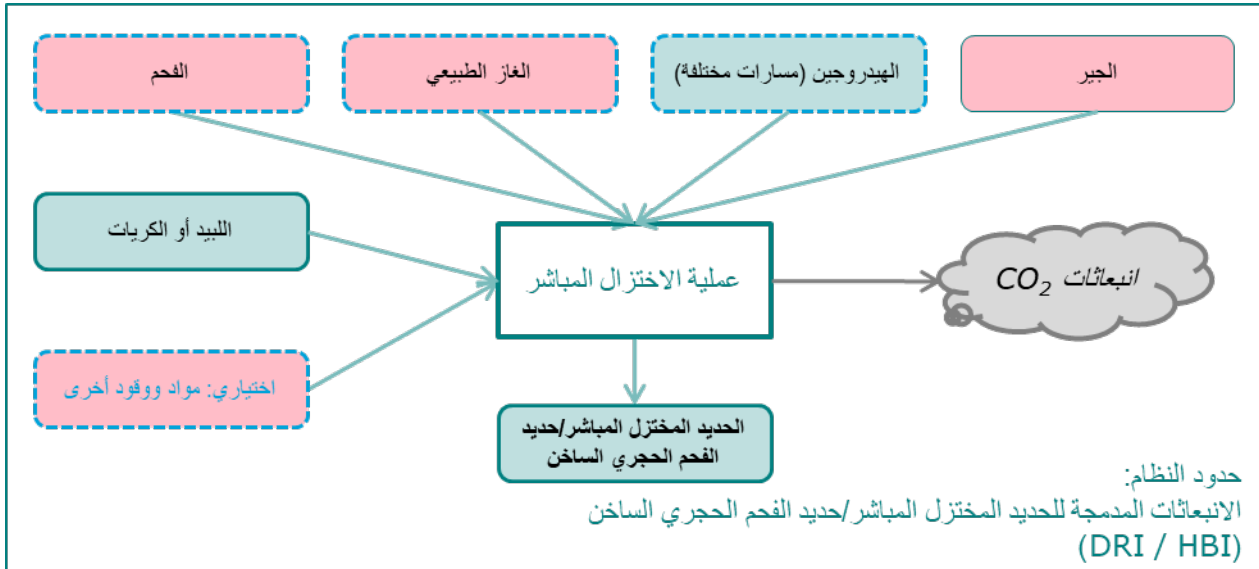 الجير
الهيدروجين (مسارات مختلفة)
الغاز الطبيعي
الفحم
اللبيد أو الكريات
عملية الاختزال المباشر
انبعاثات CO₂
اختياري: مواد ووقود أخرى
الحديد المختزل المباشر/حديد
الفحم الحجري الساخن
حدود النظام:
الانبعاثات المدمجة للحديد المختزل المباشر/حديد الفحم الحجري الساخن
(DRI / HBI)